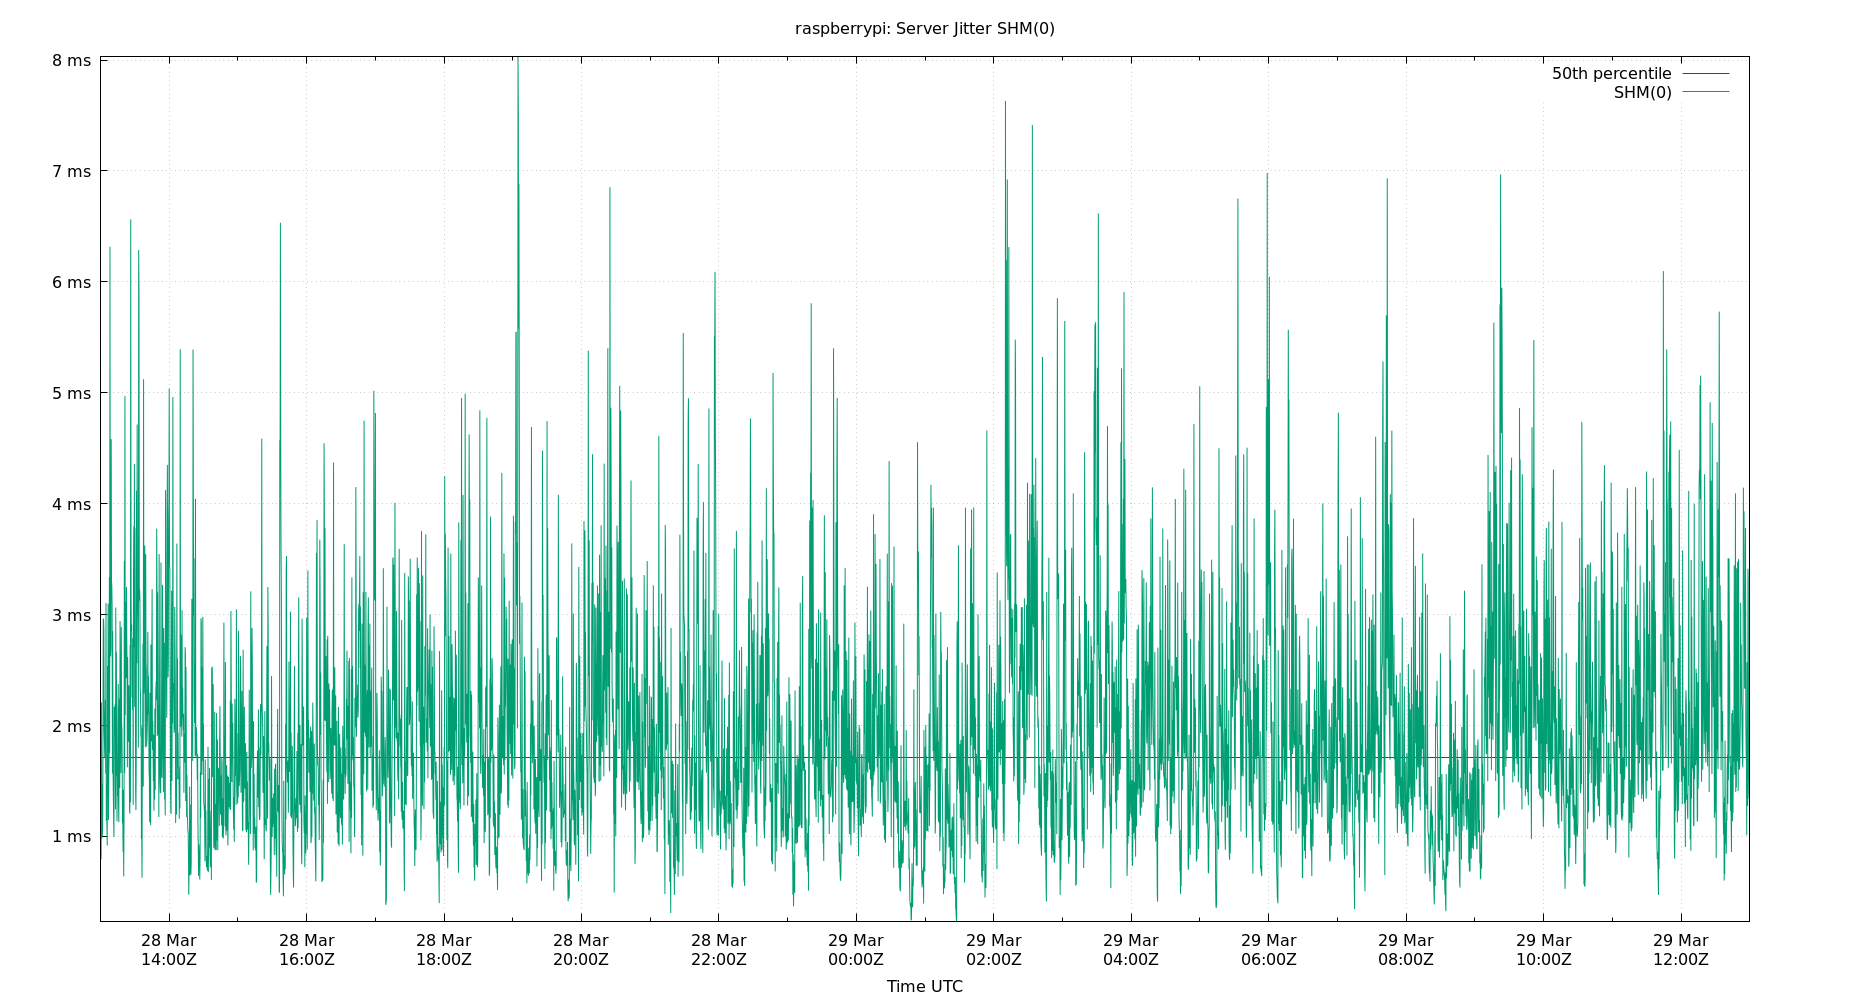 raspberrypi: Server Jitter SHM(0)
50th percentile
SHM(0)
8 ms
7 ms
6 ms
5 ms
4 ms
3 ms
2 ms
1 ms
28 Mar 28 Mar 28 Mar 28 Mar 28 Mar 29 Mar 29 Mar 29 Mar 29 Mar 29 Mar 29 Mar 29 Mar
14:00Z 16:00Z 18:00Z 20:00Z 22:00Z 00:00Z 02:00Z 04:00Z 06:00Z 08:00Z 10:00Z 12:00Z
Time UTC